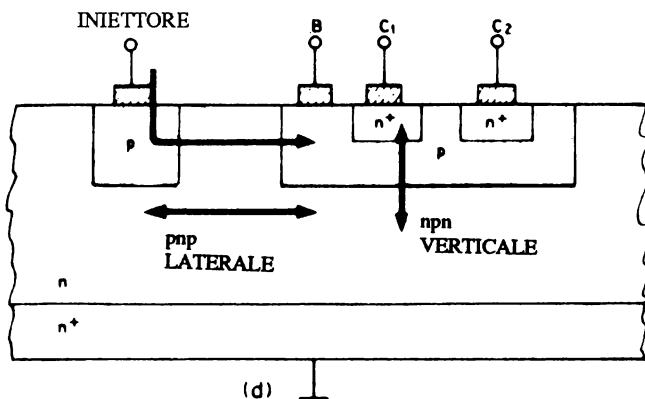 INIETTORE
B
C₁
C₂
n⁺
n⁺
p
p
pnp
LATERALE
npn
VERTICALE
n
n⁺
(d)